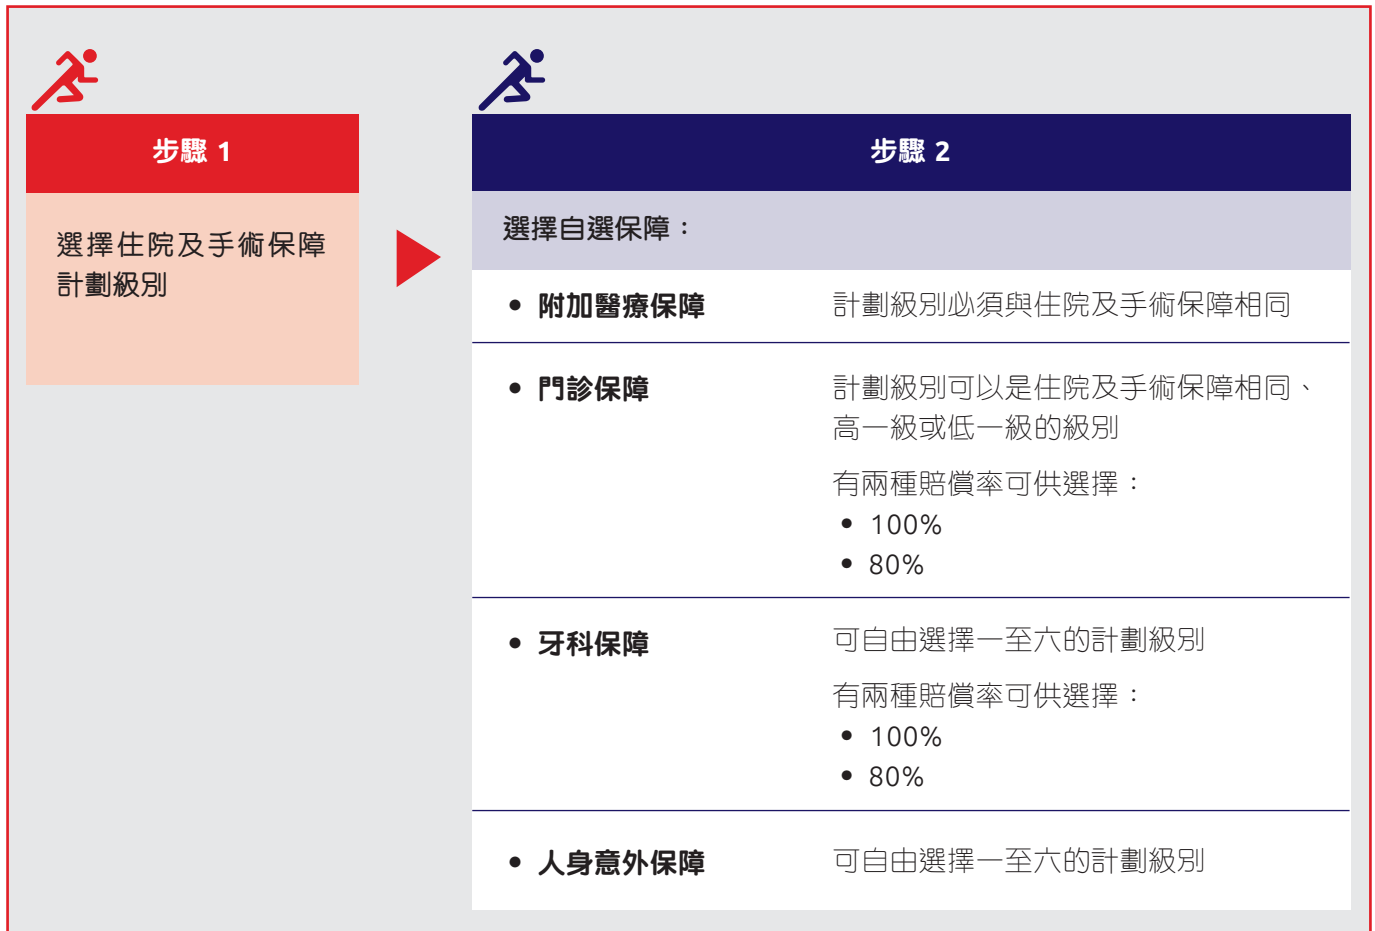 步驟 1
選擇住院及手術保障
計劃級別
步驟 2
選擇自選保障：
• 附加醫療保障
計劃級別必須與住院及手術保障相同
• 門診保障
計劃級別可以是住院及手術保障相同、
高一級或低一級的級別
有兩種賠償率可供選擇：
• 100%
• 80%
• 牙科保障
可自由選擇一至六的計劃級別
有兩種賠償率可供選擇：
• 100%
• 80%
• 人身意外保障
可自由選擇一至六的計劃級別